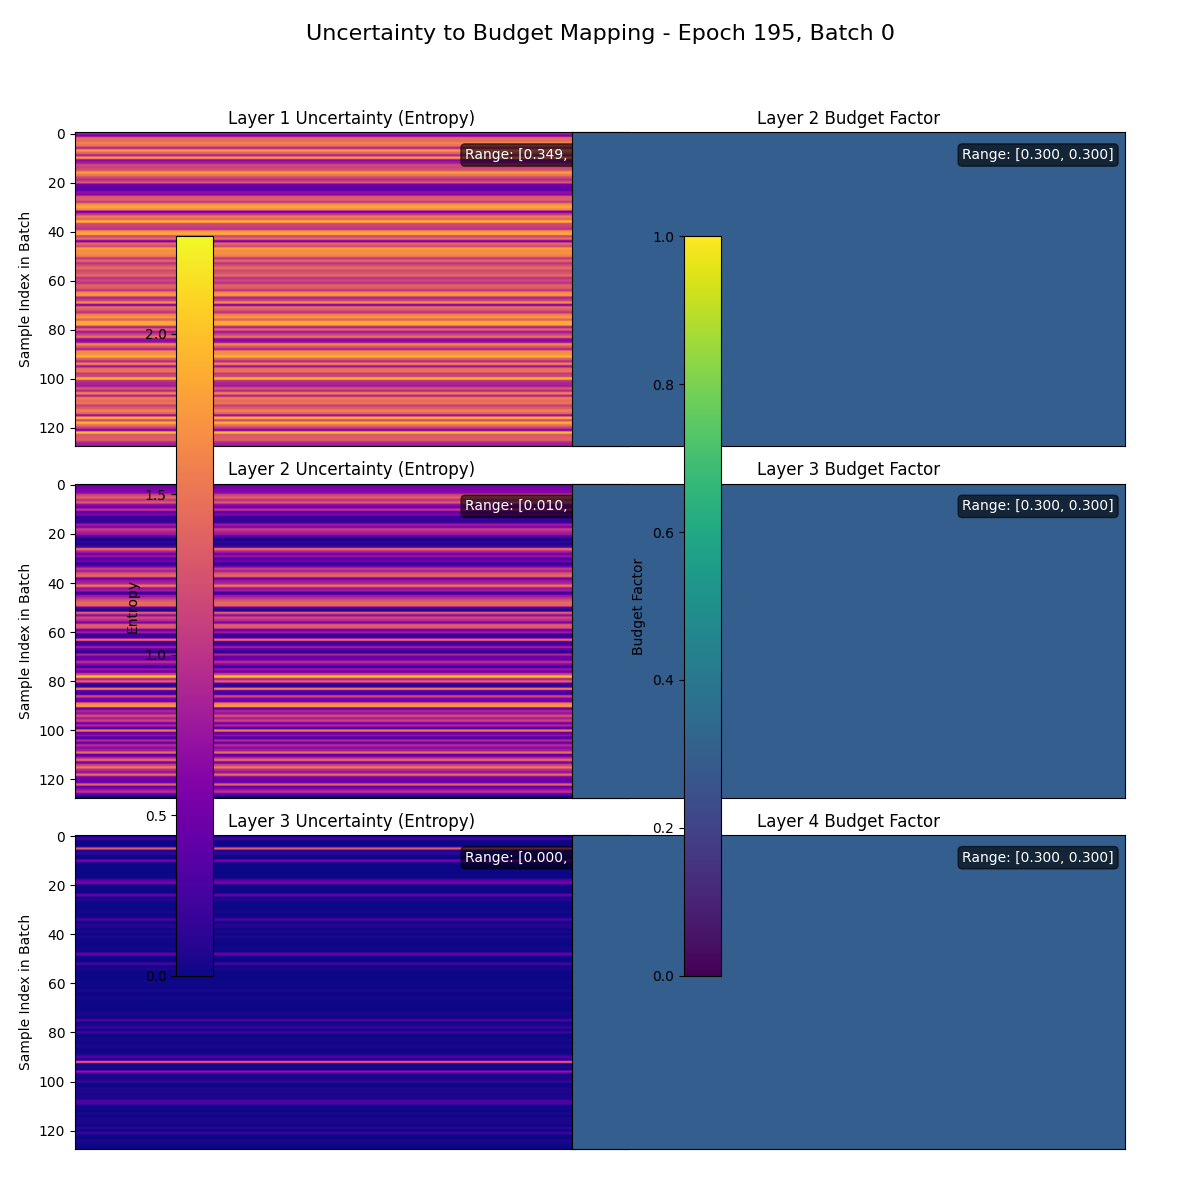 Uncertainty to Budget Mapping - Epoch 195, Batch 0
Layer 1 Uncertainty (Entropy)
Layer 2 Budget Factor
Sample Index in Batch
0
20
40
60
80
100
120
Range: [0.349,
Range: [0.300, 0.300]
Layer 2 Uncertainty (Entropy)
Layer 3 Budget Factor
Sample Index in Batch
0
20
40
60
80
100
120
Range: [0.010,
Range: [0.300, 0.300]
Layer 3 Uncertainty (Entropy)
Layer 4 Budget Factor
Sample Index in Batch
0
20
40
60
80
100
120
Range: [0.000,
Range: [0.300, 0.300]
Entropy
2.0
1.5
1.0
0.5
0.0
Budget Factor
1.0
0.8
0.6
0.4
0.2
0.0